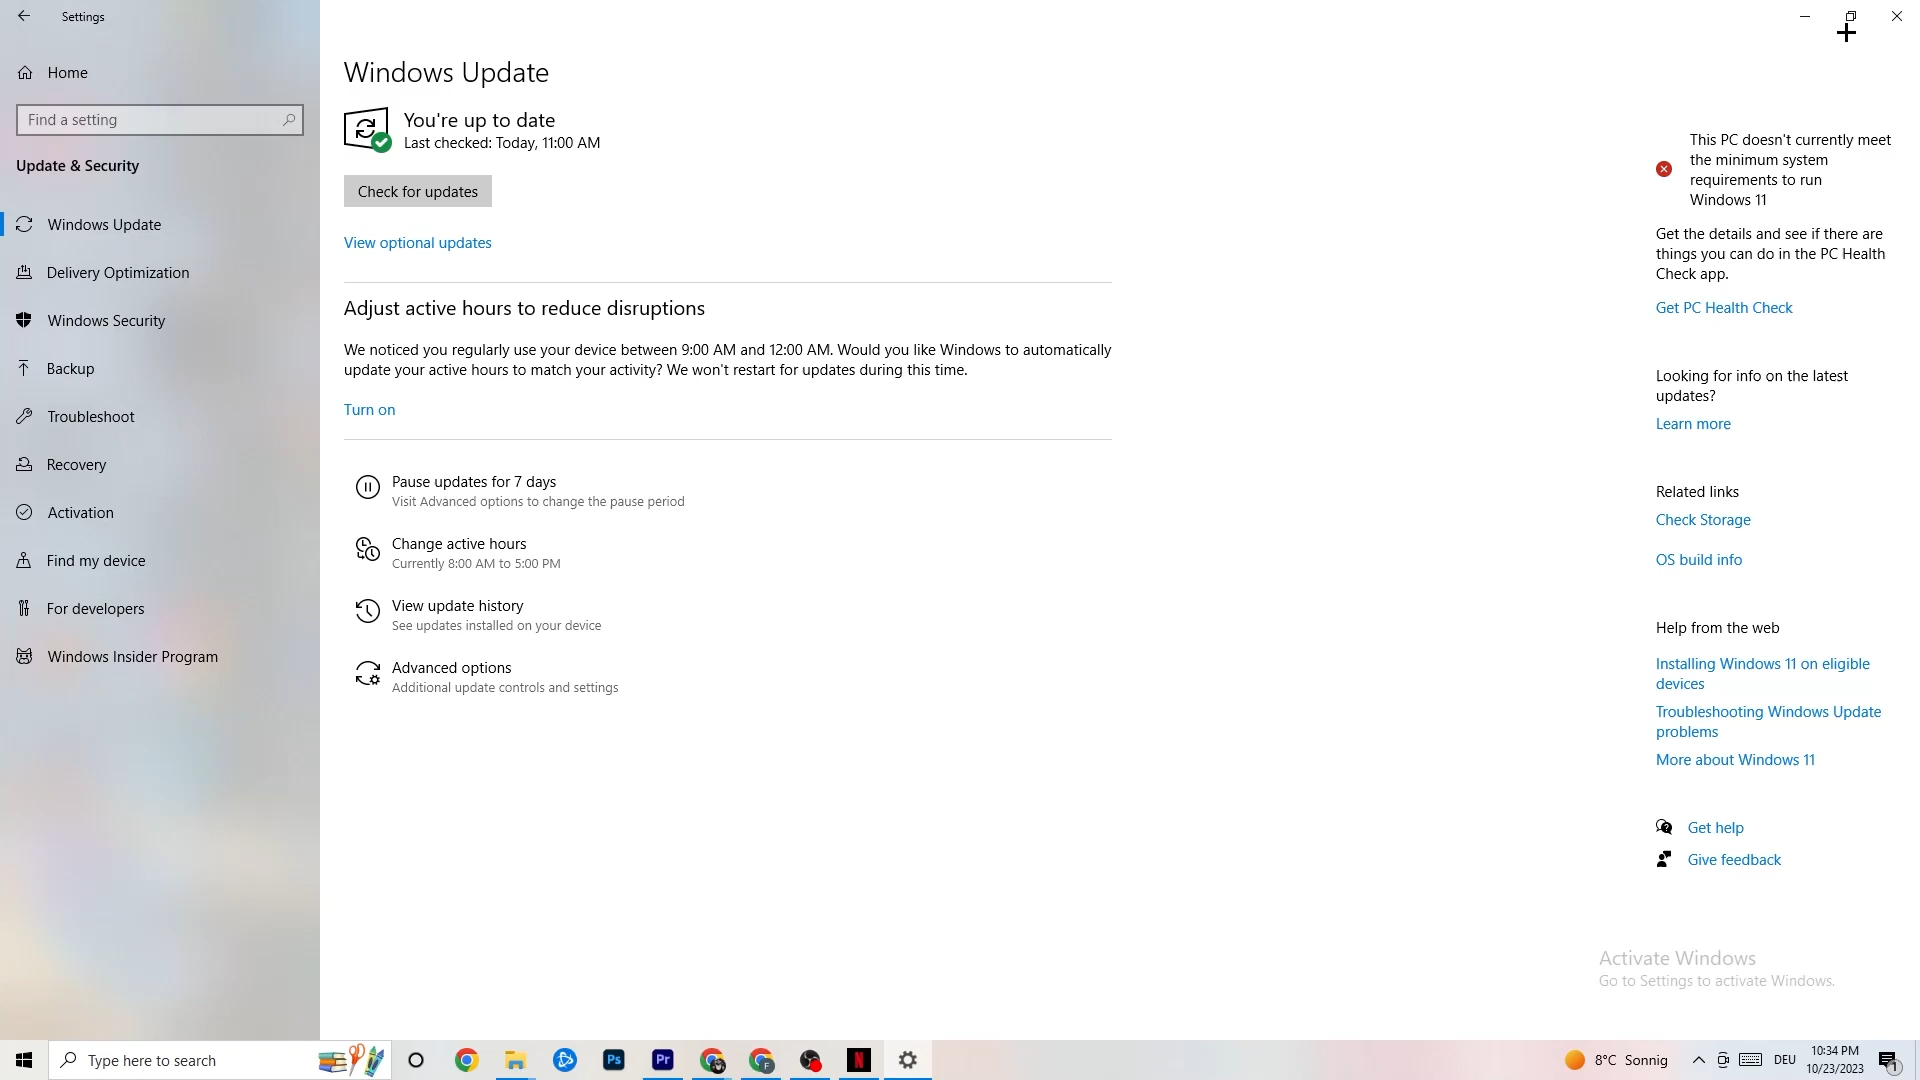 Settings
Home
Find a setting
Update & Security
Windows Update
Delivery Optimization
Windows Security
Backup
Troubleshoot
Recovery
Activation
Find my device
For developers
Windows Insider Program
Windows Update
You're up to date
Last checked: Today, 11:00 AM
Check for updates
View optional updates
Adjust active hours to reduce disruptions
We noticed you regularly use your device between 9:00 AM and 12:00 AM. Would you like Windows to automatically
update your active hours to match your activity? We won't restart for updates during this time.
Turn on
Pause updates for 7 days
Visit Advanced options to change the pause period
Change active hours
Currently 8:00 AM to 5:00 PM
View update history
See updates installed on your device
Advanced options
Additional update controls and settings
This PC doesn't currently meet
the minimum system
requirements to run
Windows 11
Get the details and see if there are
things you can do in the PC Health
Check app.
Get PC Health Check
Looking for info on the latest
updates?
Learn more
Related links
Check Storage
OS build info
Help from the web
Installing Windows 11 on eligible
devices
Troubleshooting Windows Update
problems
More about Windows 11
Get help
Give feedback
Activate Windows
Go to Settings to activate Windows.
Type here to search
Ps
Pr
F
N
8°C Sonnig
DEU
10:34 PM
10/23/2023
1